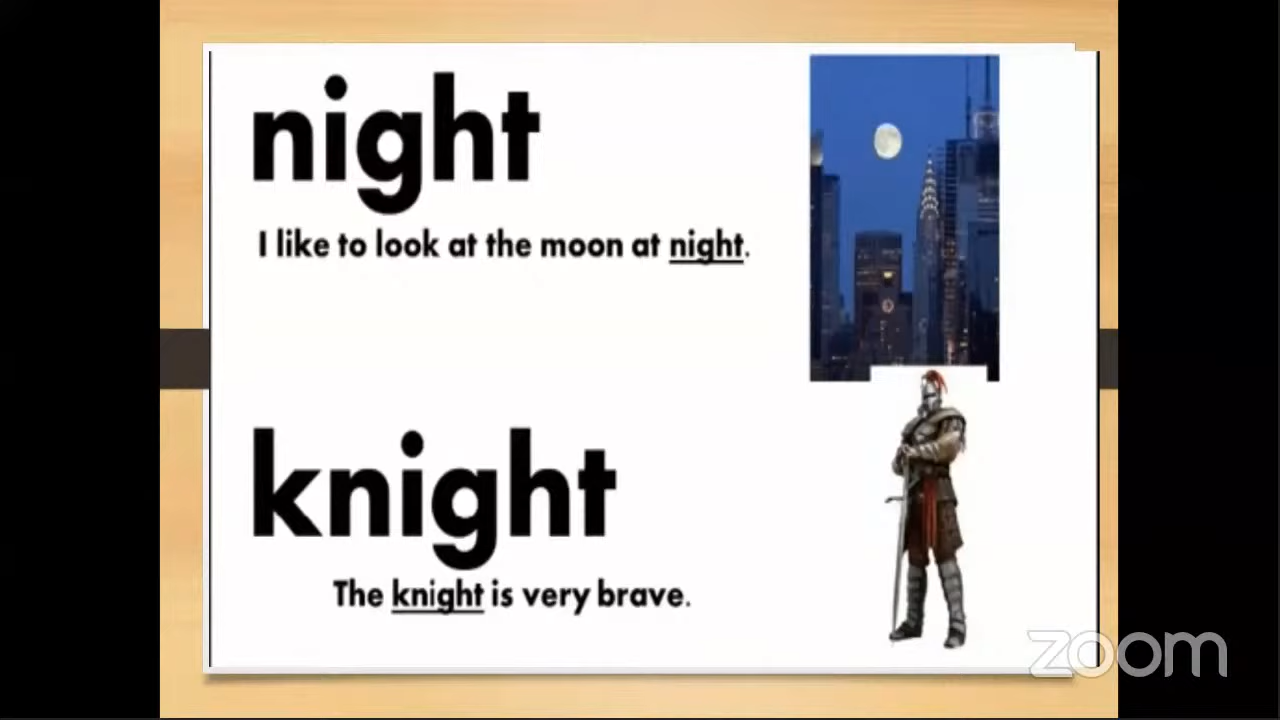 night
I like to look at the moon at night.
knight
The knight is very brave.
zoom